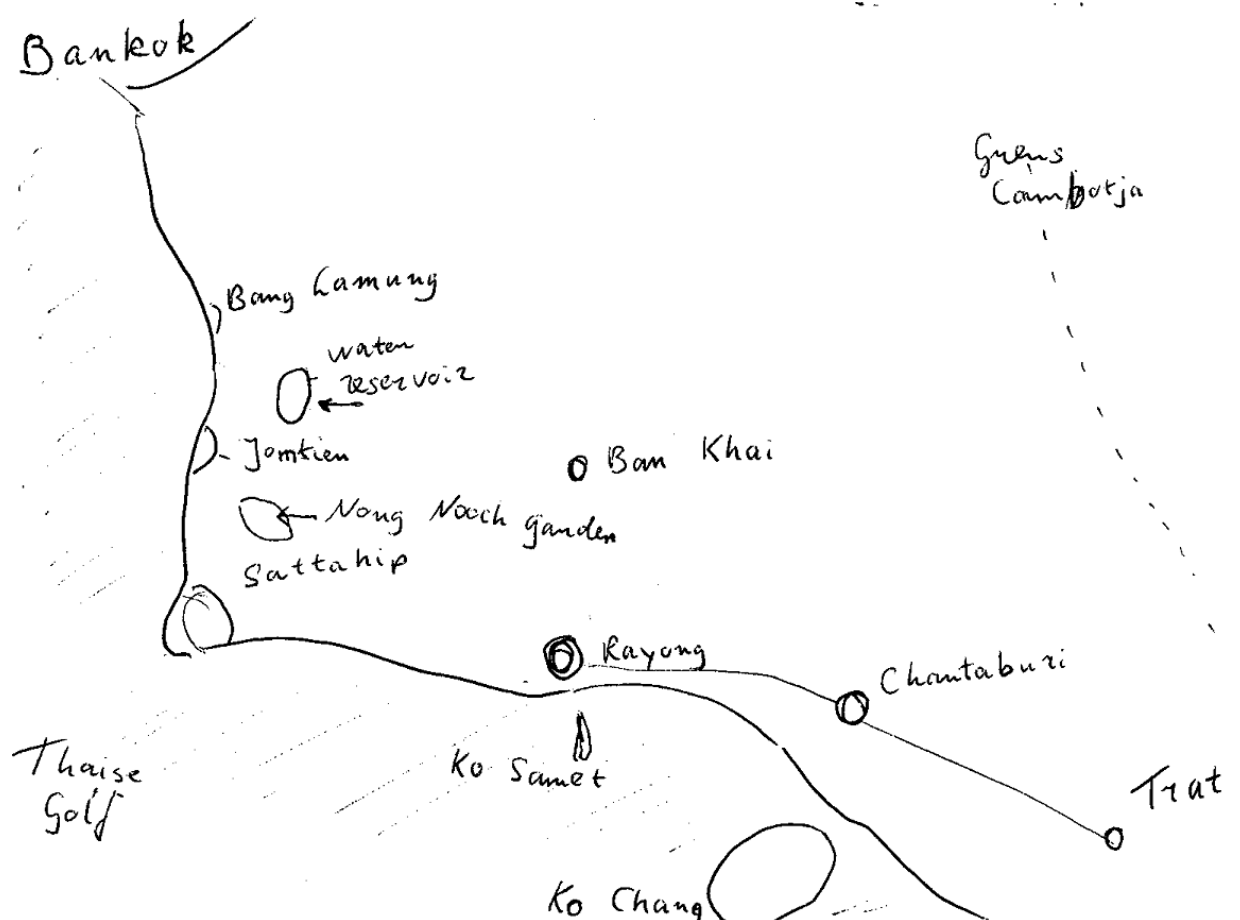 Bankok
Grens
Cambotja
Bang Lamung
water
reservoir
Jomtien
Ban Khai
Nong Nooch garden
Sattahip
Rayong
Chantaburi
Thaise
Golf
Ko Samet
Trat
Ko Chang